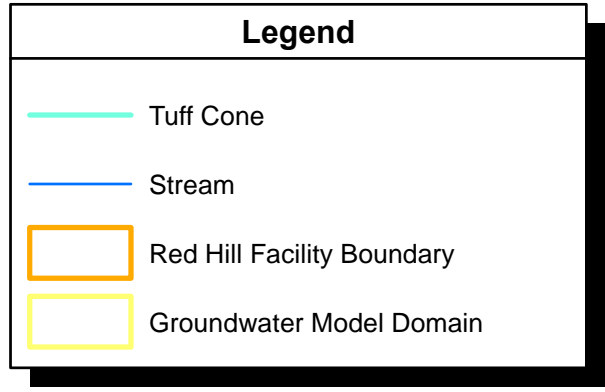 Legend
Tuff Cone
Stream
Red Hill Facility Boundary
Groundwater Model Domain